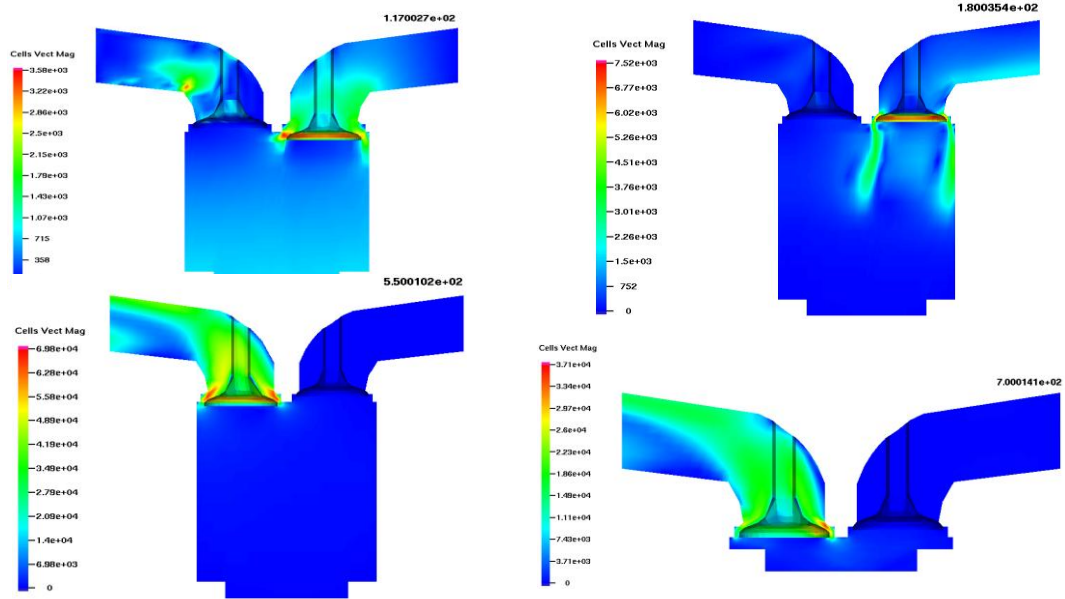 1.170027e+02
Cells Vect Mag
3.58e+03
3.22e+03
2.86e+03
2.5e+03
2.15e+03
1.79e+03
1.43e+03
1.07e+03
715
358
1.800354e+02
Cells Vect Mag
7.52e+03
6.77e+03
6.02e+03
5.26e+03
4.51e+03
3.76e+03
3.01e+03
2.26e+03
1.5e+03
752
0
5.500102e+02
Cells Vect Mag
6.98e+04
6.28e+04
5.58e+04
4.89e+04
4.19e+04
3.49e+04
2.79e+04
2.09e+04
1.4e+04
6.98e+03
0
7.000141e+02
Cells Vect Mag
3.71e+04
3.34e+04
2.97e+04
2.6e+04
2.23e+04
1.86e+04
1.49e+04
1.11e+04
7.43e+03
3.71e+03
0